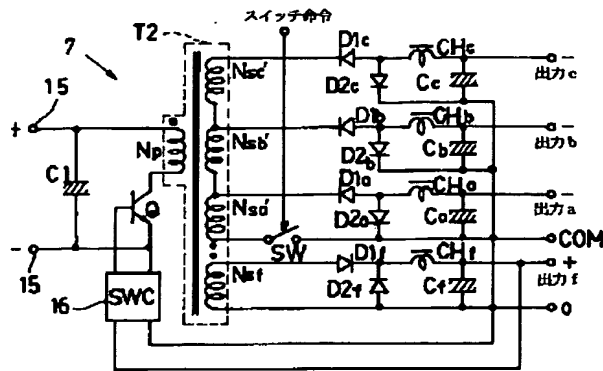 T2
スイッチ命令
7
15
+
C1
Np
Q
-
15
16
SWC
Nsc'
D1c
CHc
-
D2c
Cc
出力c
Nsb'
D1b
CHb
-
D2b
Cb
出力b
Nsa'
D1a
CHa
-
D2a
Ca
出力a
SW
COM
Nsf
D1f
CHf
+
D2f
Cf
出力f
0